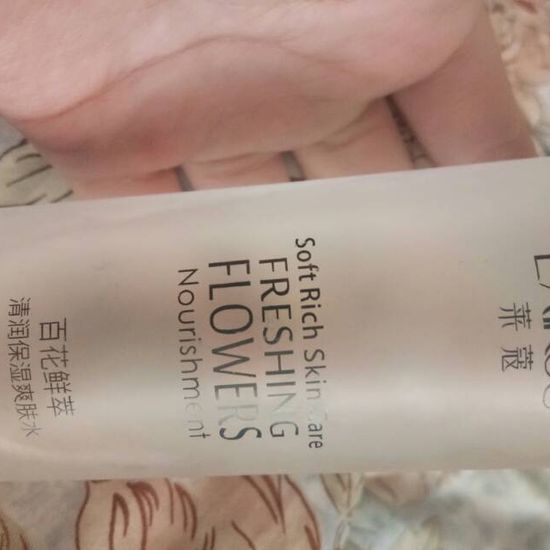 莱蔻
Soft Rich Skin Care
FRESHING
FLOWERS
Nourishment
百花鲜萃
清润保湿爽肤水